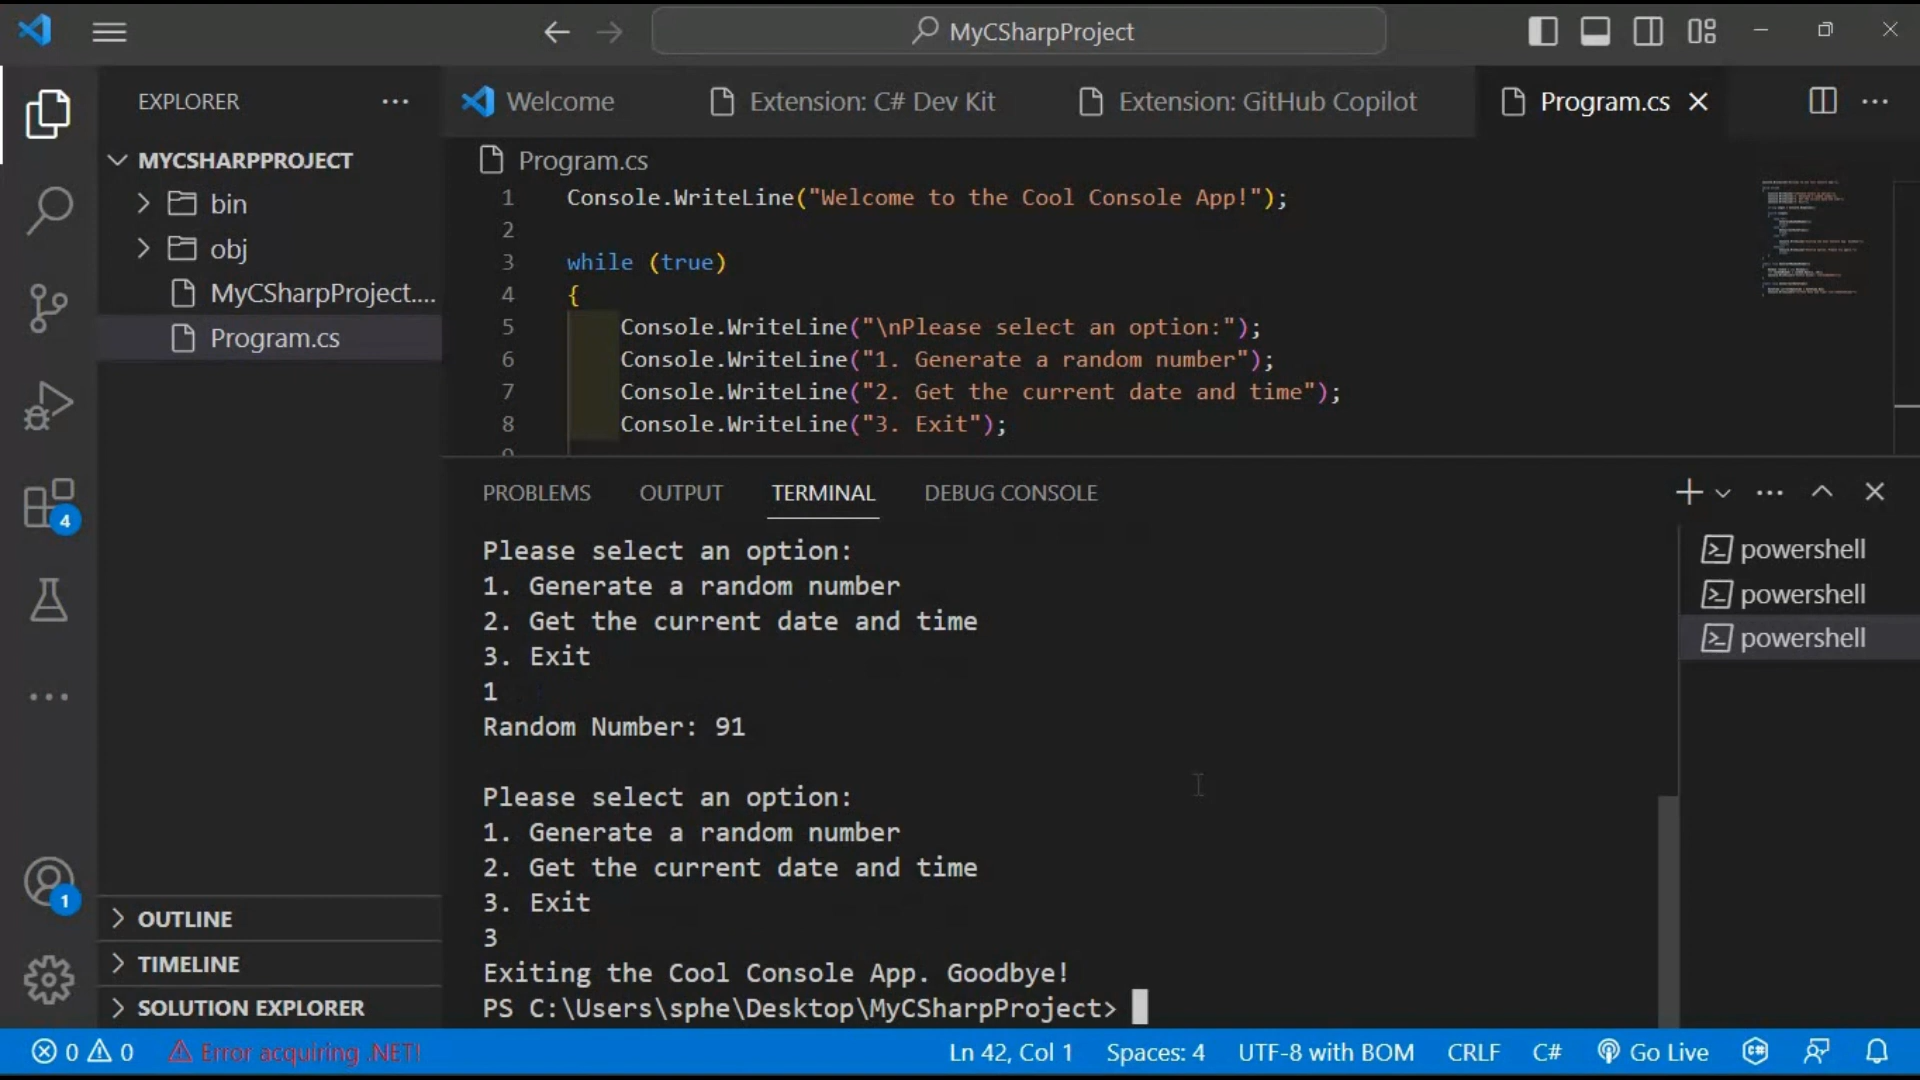 MyCSharpProject
EXPLORER
Welcome
Extension: C# Dev Kit
Extension: GitHub Copilot
Program.cs
MYCSHARPPROJECT
bin
obj
MyCSharpProject....
Program.cs
Program.cs
1 Console.WriteLine("Welcome to the Cool Console App!");
2
3 while (true)
4 {
5 Console.WriteLine("\nPlease select an option:");
6 Console.WriteLine("1. Generate a random number");
7 Console.WriteLine("2. Get the current date and time");
8 Console.WriteLine("3. Exit");
PROBLEMS OUTPUT TERMINAL DEBUG CONSOLE
Please select an option:
1. Generate a random number
2. Get the current date and time
3. Exit
1
Random Number: 91
Please select an option:
1. Generate a random number
2. Get the current date and time
3. Exit
3
Exiting the Cool Console App. Goodbye!
PS C:\Users\sphe\Desktop\MyCSharpProject>
powershell
powershell
powershell
4
1
OUTLINE
TIMELINE
SOLUTION EXPLORER
0 0 Error acquiring .NET! Ln 42, Col 1 Spaces: 4 UTF-8 with BOM CRLF C# Go Live